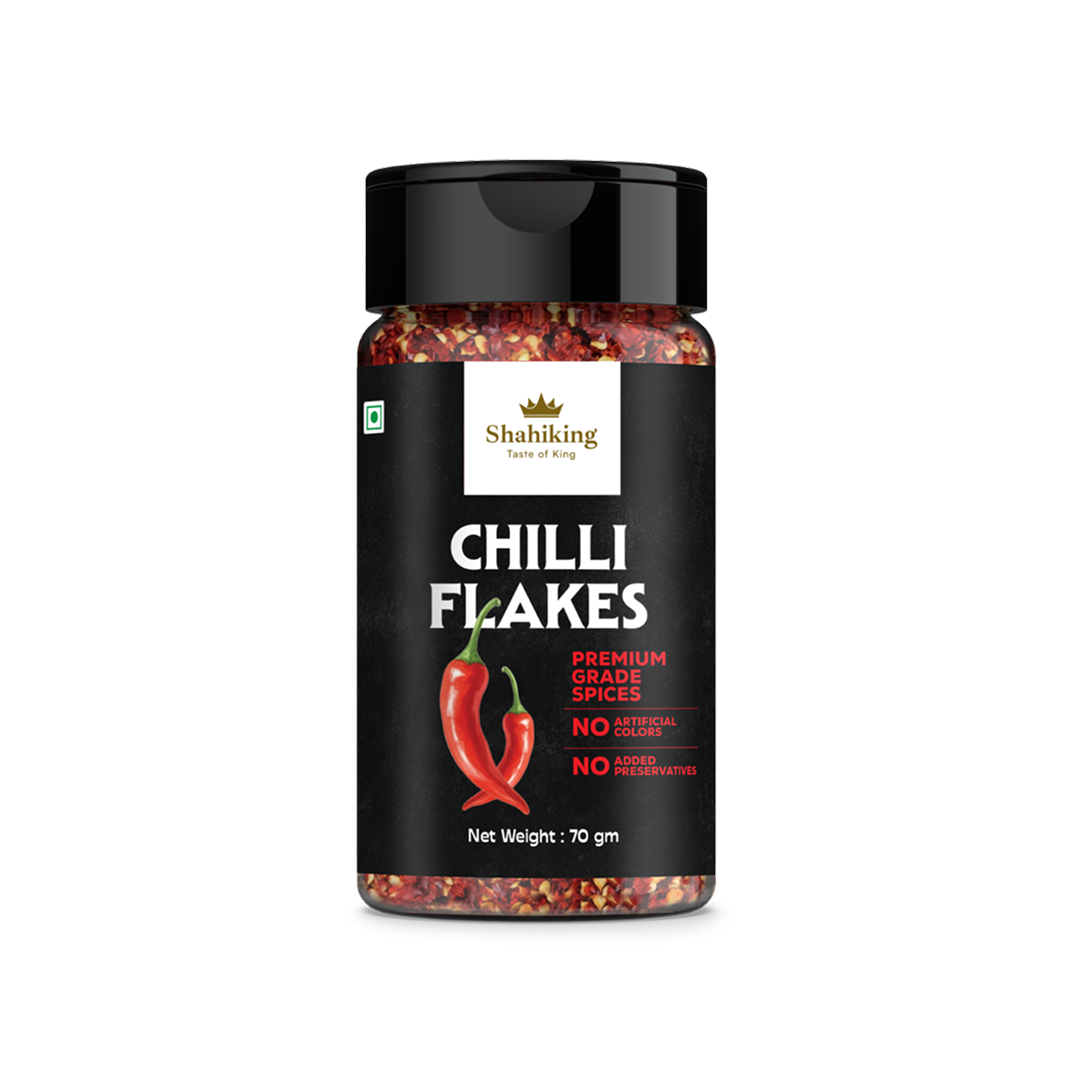 Shahiking
Taste of King
CHILLI
FLAKES
PREMIUM
GRADE
SPICES
NO ARTIFICIAL
COLORS
NO ADDED
PRESERVATIVES
Net Weight : 70 gm